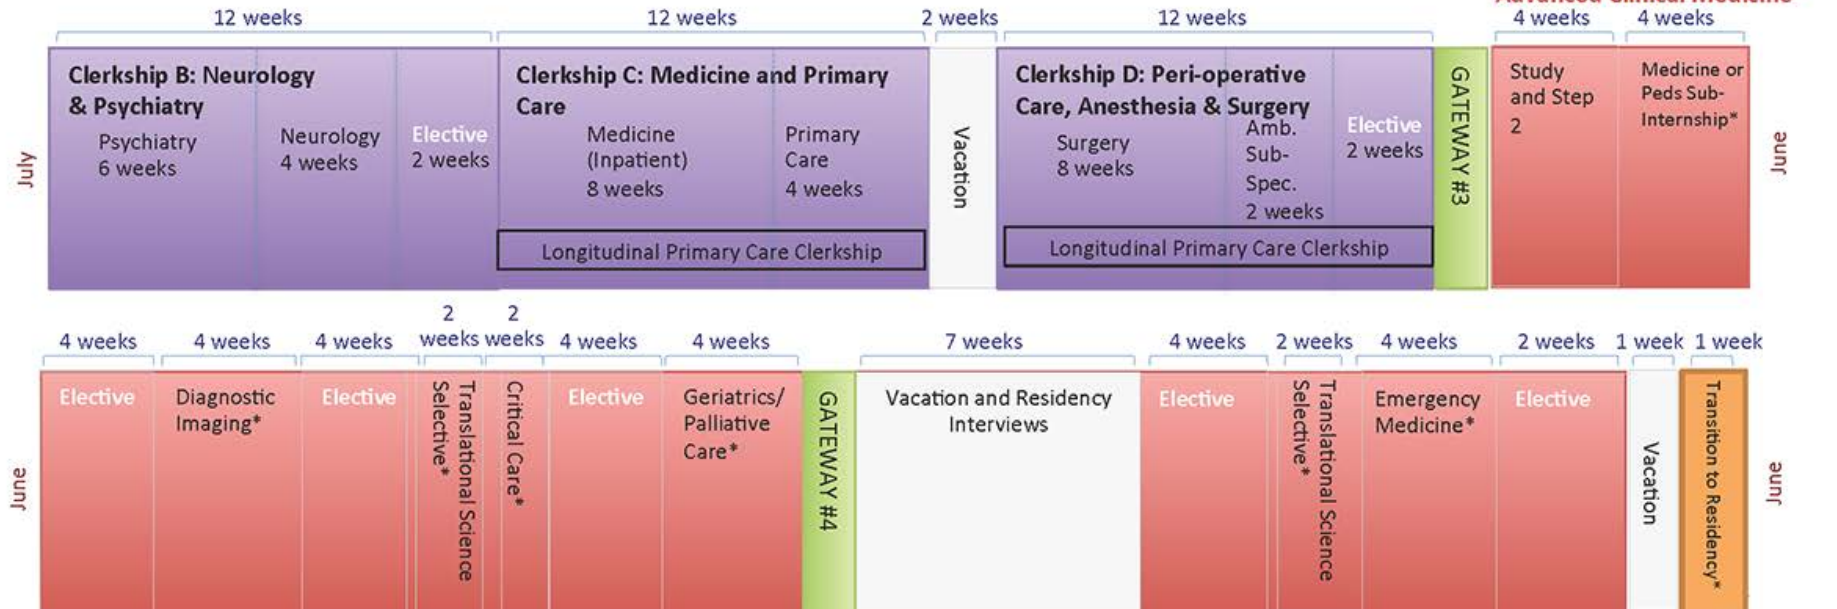 Advanced Clinical Medicine
12 weeks
12 weeks
2 weeks
12 weeks
4 weeks
4 weeks
July
Clerkship B: Neurology
& Psychiatry
Psychiatry
6 weeks
Neurology
4 weeks
Elective
2 weeks
Clerkship C: Medicine and Primary
Care
Medicine
(Inpatient)
8 weeks
Primary
Care
4 weeks
Longitudinal Primary Care Clerkship
Vacation
Clerkship D: Peri-operative
Care, Anesthesia & Surgery
Surgery
8 weeks
Amb.
Sub-
Spec.
2 weeks
Elective
2 weeks
Longitudinal Primary Care Clerkship
GATEWAY #3
Study
and Step
2
Medicine or
Peds Sub-
Internship*
June
4 weeks
4 weeks
4 weeks
2
weeks
2
weeks
4 weeks
4 weeks
7 weeks
4 weeks
2 weeks
4 weeks
2 weeks
1 week
1 week
June
Elective
Diagnostic
Imaging*
Elective
Translational Science
Selective*
Critical Care*
Elective
Geriatrics/
Palliative
Care*
GATEWAY #4
Vacation and Residency
Interviews
Elective
Translational Science
Selective*
Emergency
Medicine*
Elective
Vacation
Transition to Residency*
June